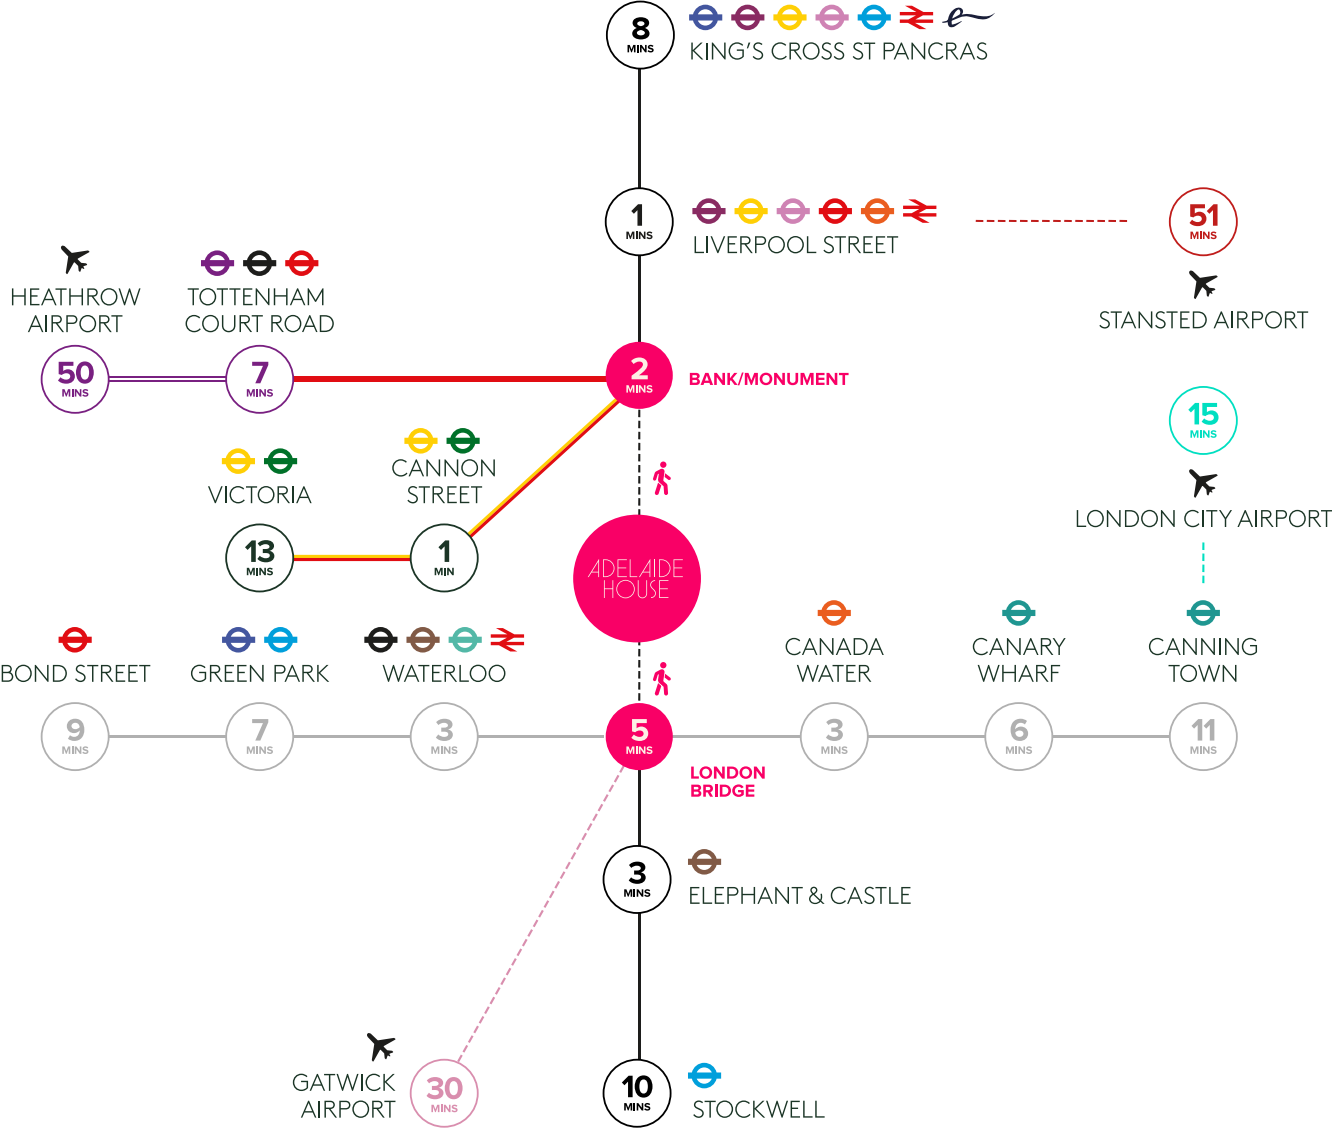 8
MINS
KING'S CROSS ST PANCRAS
1
MINS
LIVERPOOL STREET
51
MINS
STANSTED AIRPORT
HEATHROW
AIRPORT
50
MINS
TOTTENHAM
COURT ROAD
7
MINS
2
MINS
BANK/MONUMENT
15
MINS
LONDON CITY AIRPORT
VICTORIA
13
MINS
CANNON
STREET
1
MIN
ADELAIDE
HOUSE
BOND STREET
9
MINS
GREEN PARK
7
MINS
WATERLOO
3
MINS
5
MINS
LONDON
BRIDGE
CANADA
WATER
3
MINS
CANARY
WHARF
6
MINS
CANNING
TOWN
11
MINS
3
MINS
ELEPHANT & CASTLE
GATWICK
AIRPORT
30
MINS
10
MINS
STOCKWELL